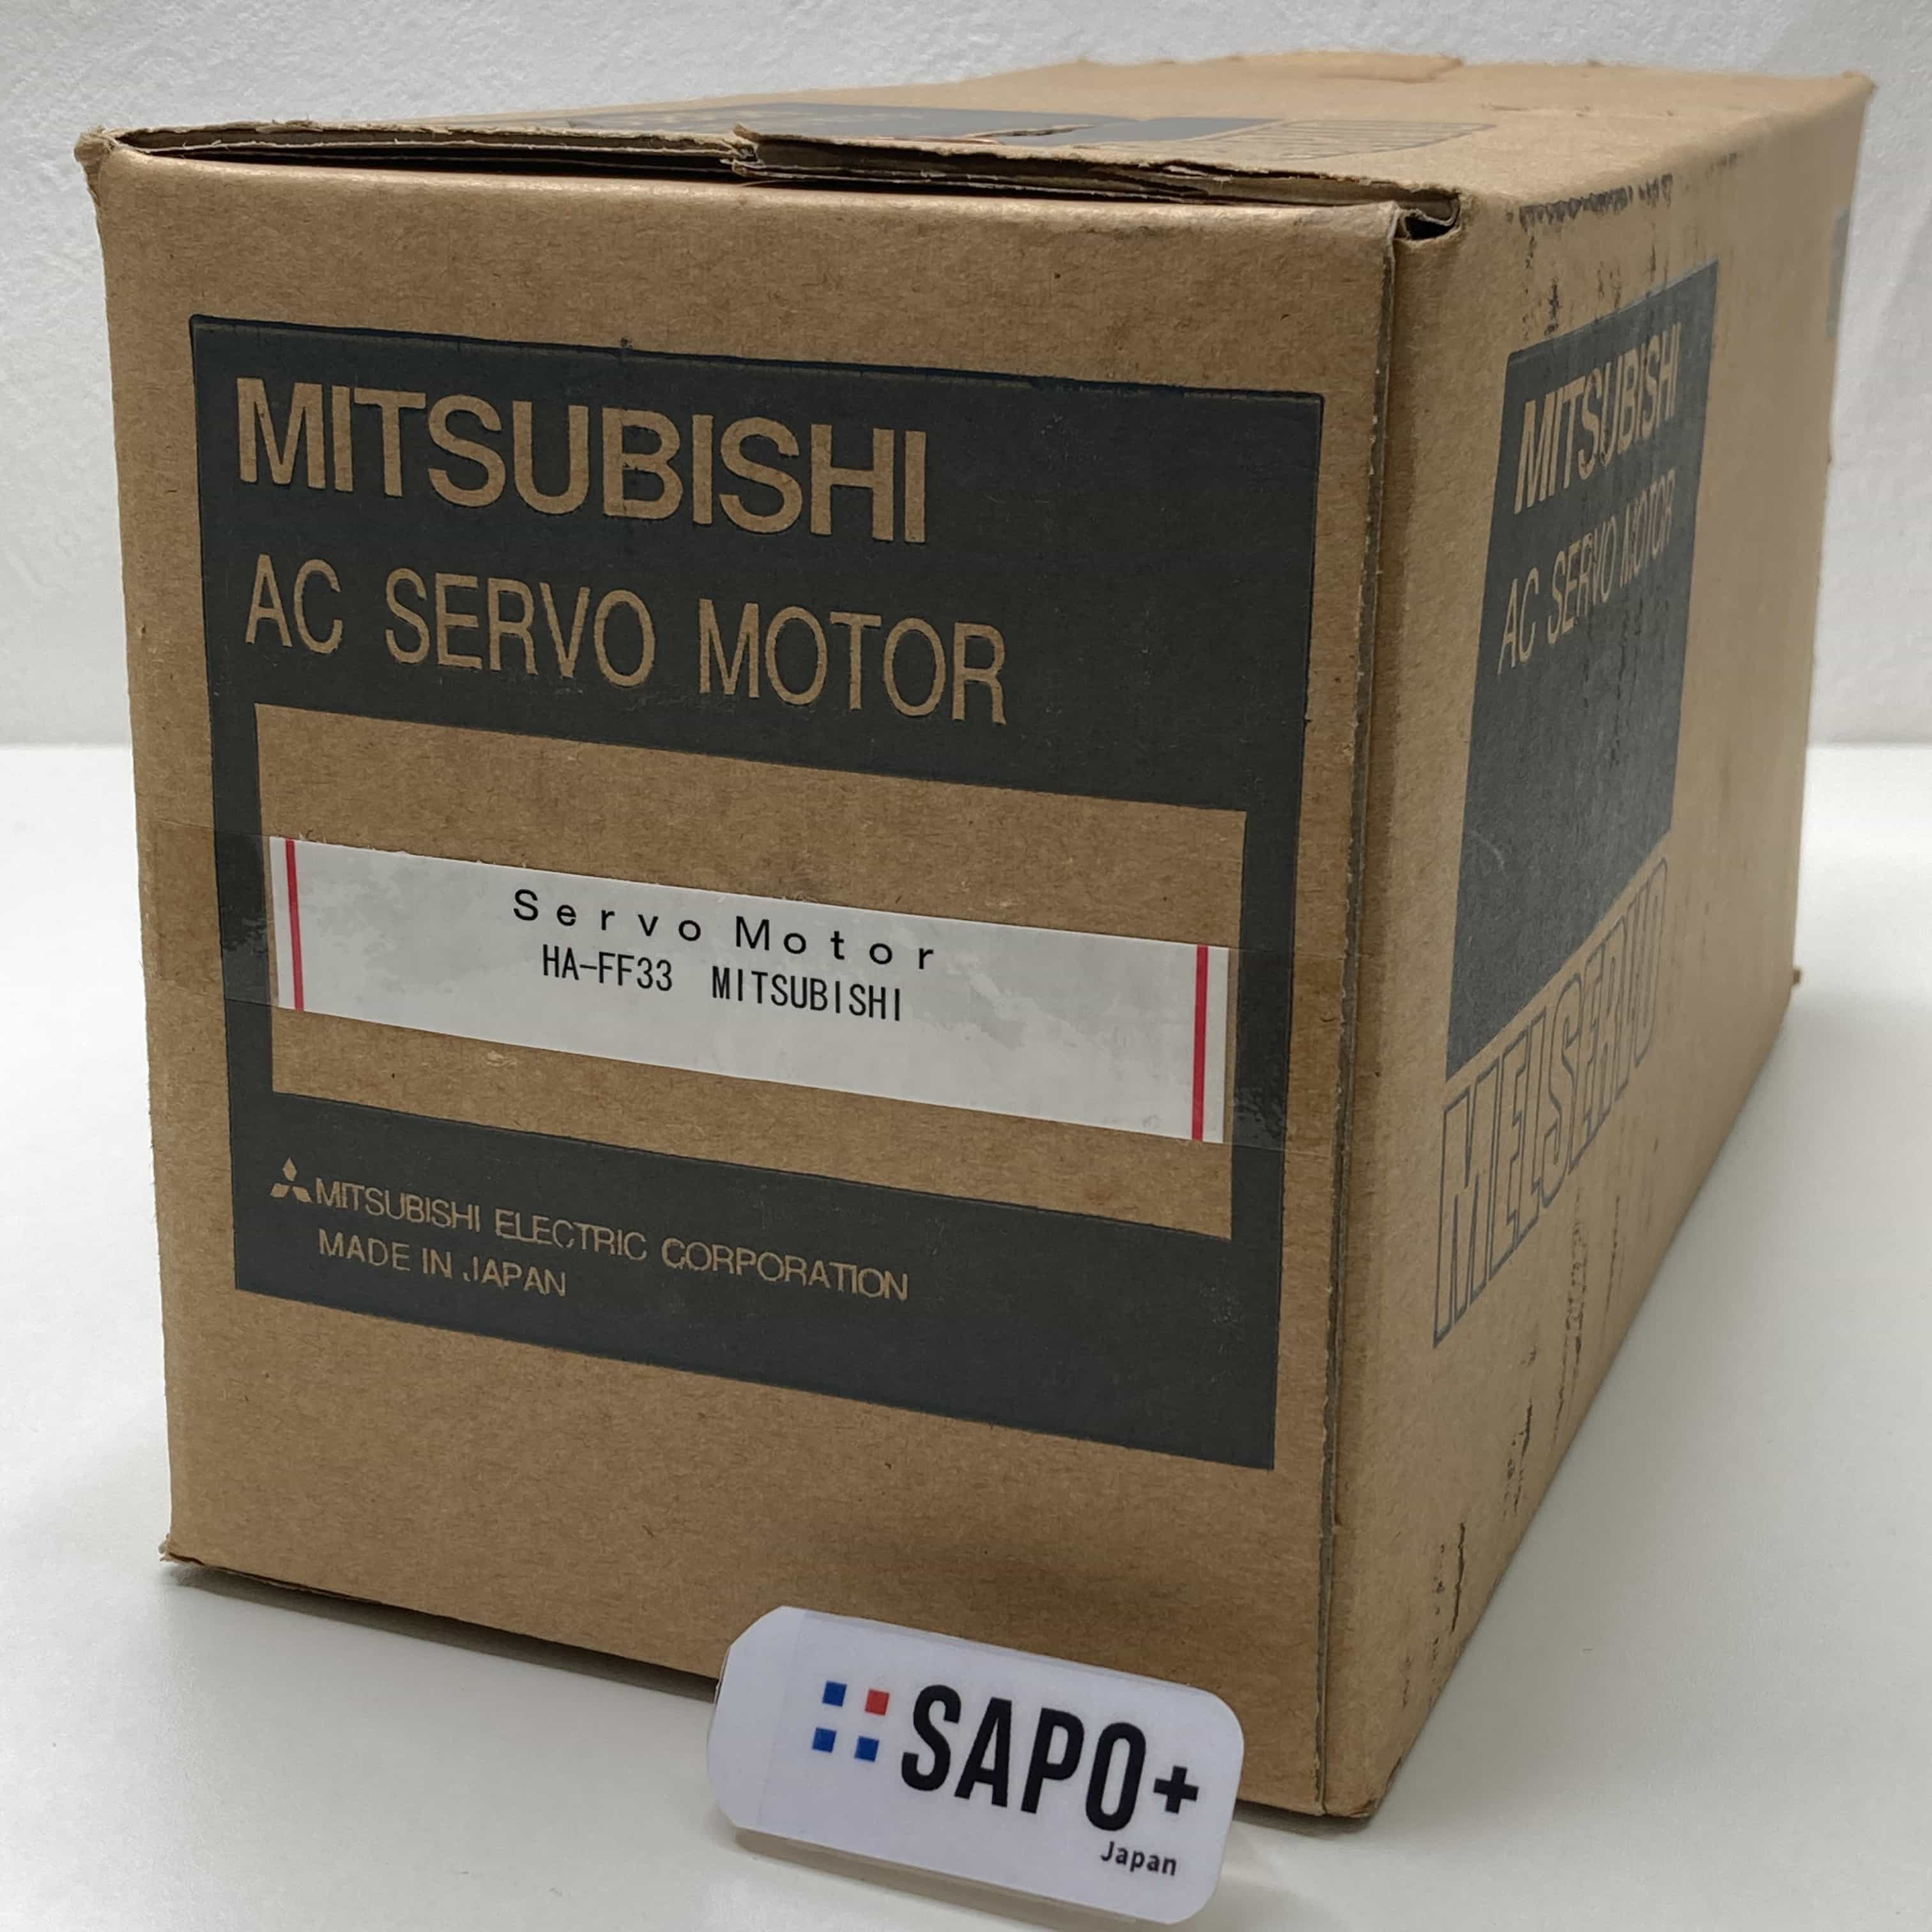 MITSUBISHI
AC SERVO MOTOR
Servo Motor
HA-FF33 MITSUBISHI
MITSUBISHI ELECTRIC CORPORATION
MADE IN JAPAN
MITSUBISHI
AC SERVO MOTOR
MELSERVO
SAPO+
Japan